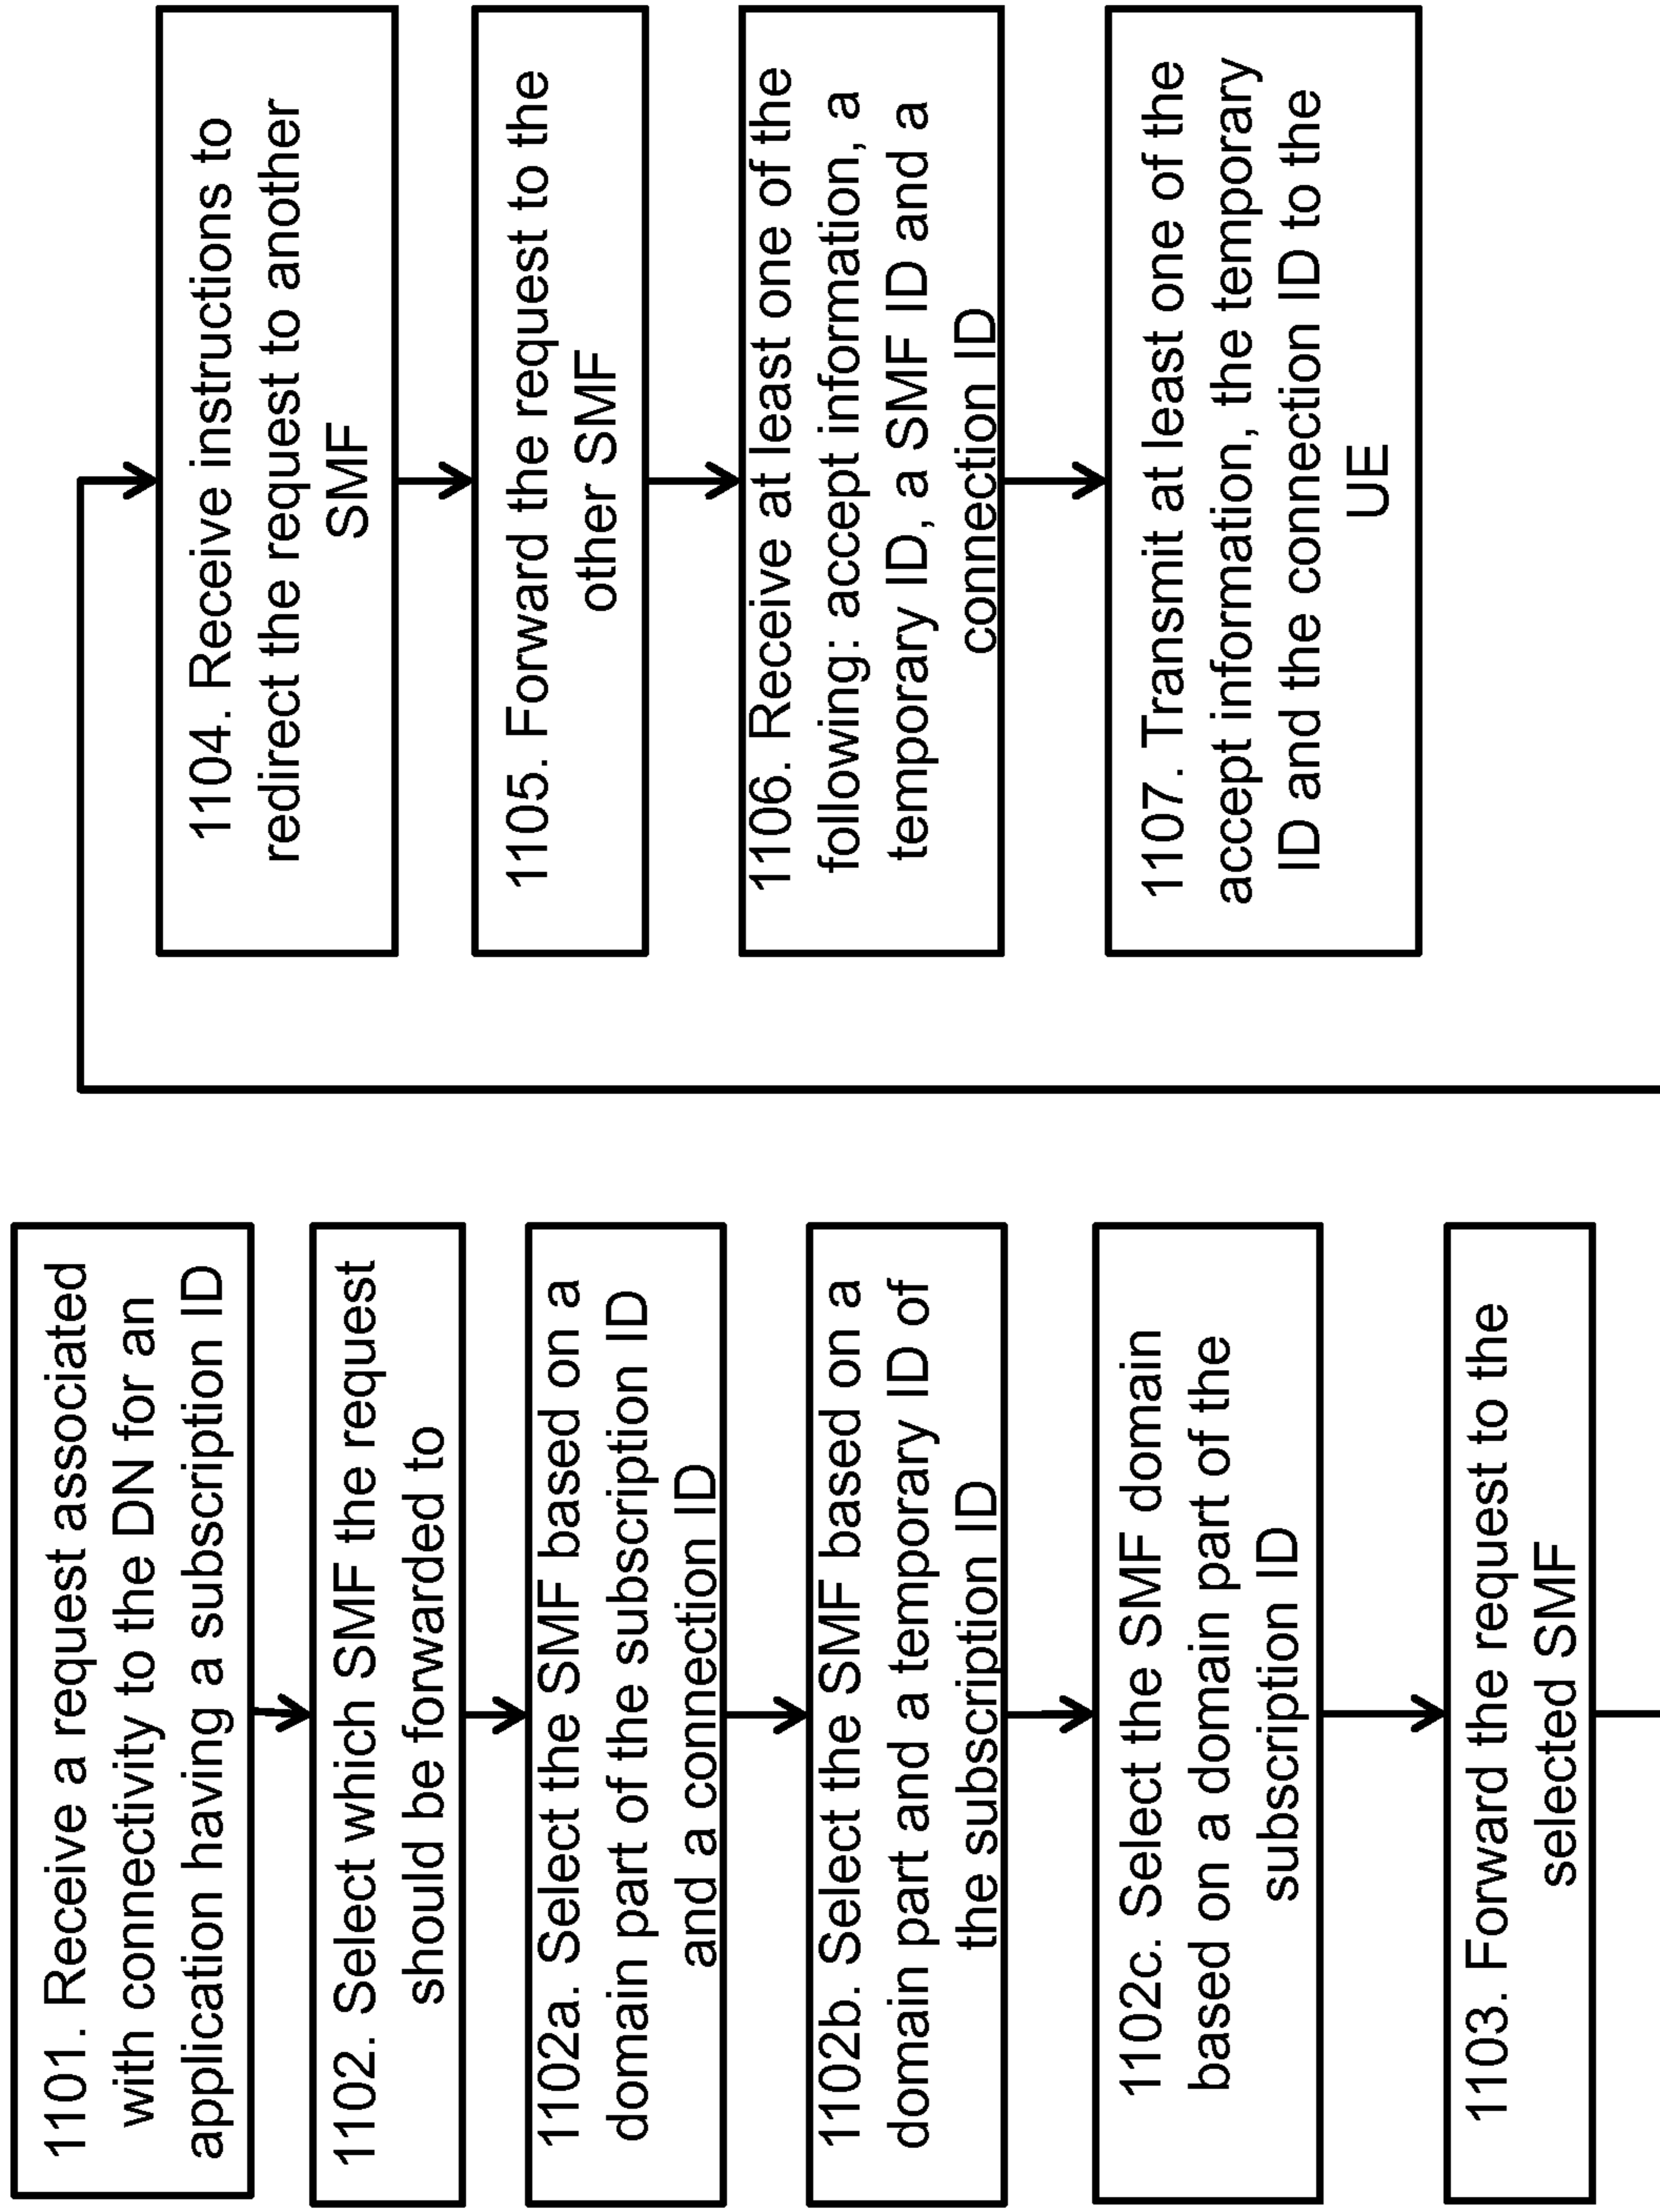 1101. Receive a request associated
with connectivity to the DN for an
application having a subscription ID
1102. Select which SMF the request
should be forwarded to
1102a. Select the SMF based on a
domain part of the subscription ID
and a connection ID
1102b. Select the SMF based on a
domain part and a temporary ID of
the subscription ID
1102c. Select the SMF domain
based on a domain part of the
subscription ID
1103. Forward the request to the
selected SMF
1104. Receive instructions to
redirect the request to another
SMF
1105. Forward the request to the
other SMF
1106. Receive at least one of the
following: accept information, a
temporary ID, a SMF ID and a
connection ID
1107. Transmit at least one of the
accept information, the temporary
ID and the connection ID to the
UE